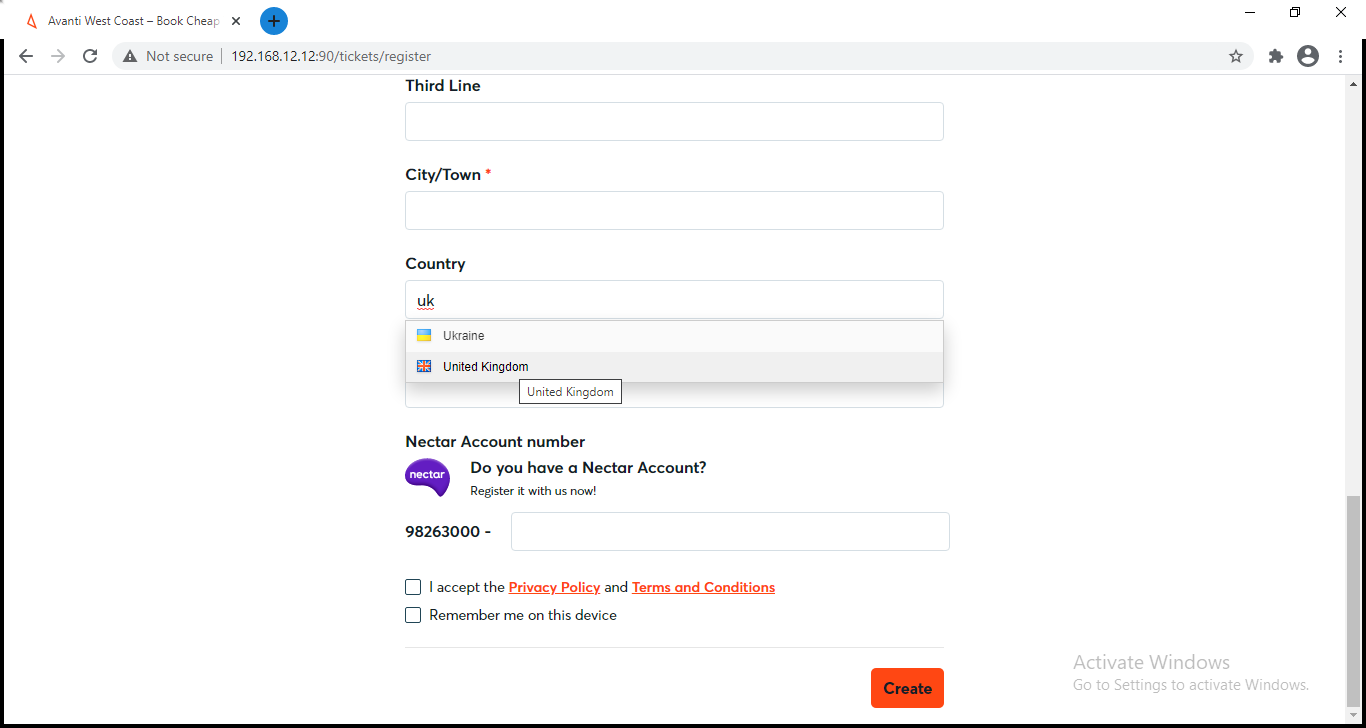 Avanti West Coast – Book Cheap
Not secure
192.168.12.12:90/tickets/register
Third Line
City/Town *
Country
uk
Ukraine
United Kingdom
United Kingdom
Nectar Account number
nectar
Do you have a Nectar Account?
Register it with us now!
98263000 -
I accept the Privacy Policy and Terms and Conditions
Remember me on this device
Create
Activate Windows
Go to Settings to activate Windows.